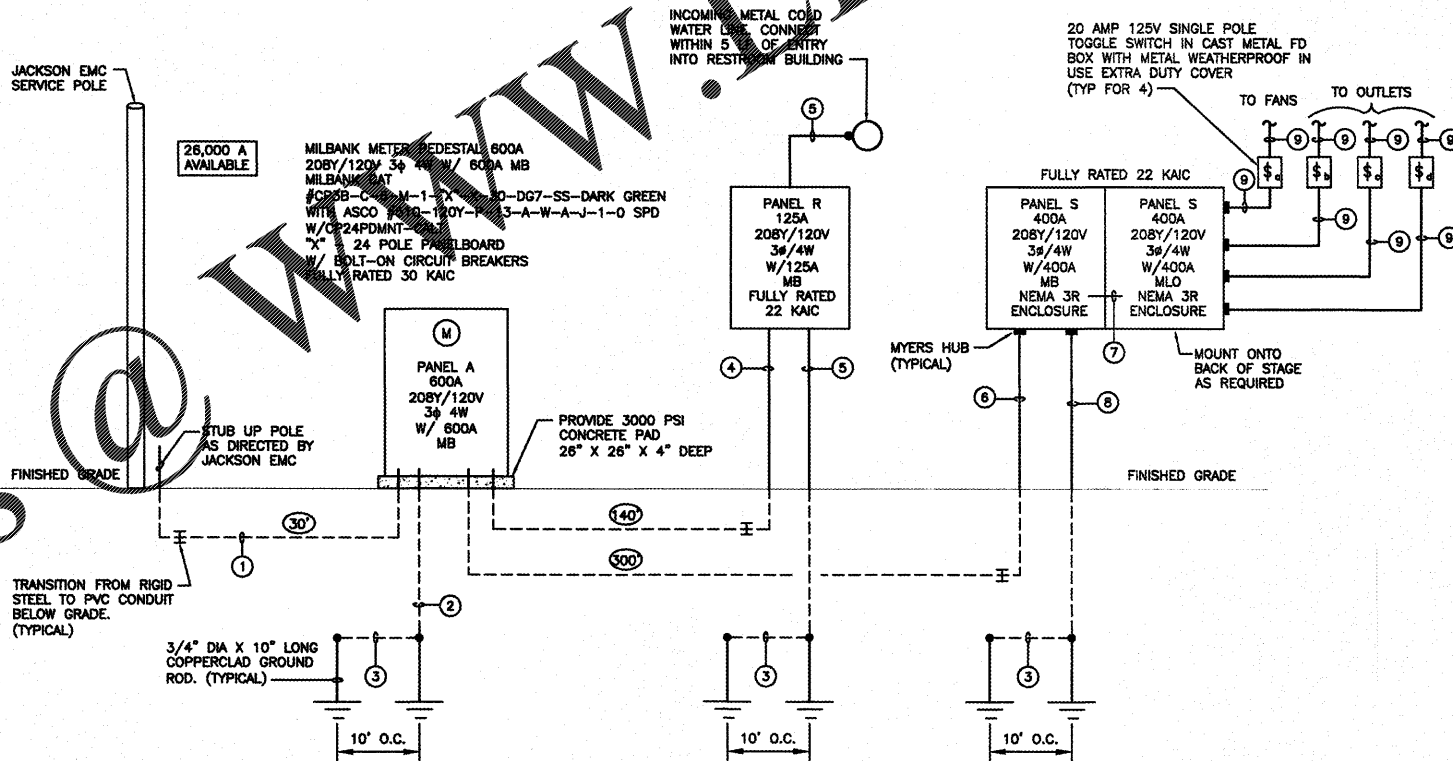 INCOMING METAL COLD
WATER LINE, CONNECT
WITHIN 5 OF ENTRY
INTO RESTROOM BUILDING
20 AMP 125V SINGLE POLE
TOGGLE SWITCH IN CAST METAL FD
BOX WITH METAL WEATHERPROOF IN
USE EXTRA DUTY COVER
(TYP FOR 4)
TO FANS
TO OUTLETS
JACKSON EMC
SERVICE POLE
26,000 A
AVAILABLE
MILBANK METER PEDESTAL 600A
208Y/120V 3ϕ 4W W/ 600A MB
MILBANK CAT
WITH ASCO
-120Y-
-13-A-W-A-J-1-0 SPD
W/CP24PDMNT-
"X" - 24 POLE PANELBOARD
W/ BOLT-ON CIRCUIT BREAKERS
FULLY RATED 30 KAIC
5
9
9
9
9
$a
$b
$c
$d
9
9
9
9
FULLY RATED 22 KAIC
PANEL R
125A
208Y/120V
3ø/4W
W/125A
MB
FULLY RATED
22 KAIC
PANEL S
400A
208Y/120V
3ø/4W
W/400A
MB
NEMA 3R
ENCLOSURE
PANEL S
400A
208Y/120V
3ø/4W
W/400A
MLO
NEMA 3R
ENCLOSURE
M
PANEL A
600A
208Y/120V
3ϕ 4W
W/ 600A
MB
MYERS HUB
(TYPICAL)
7
MOUNT ONTO
BACK OF STAGE
AS REQUIRED
4
5
6
8
PROVIDE 3000 PSI
CONCRETE PAD
26" X 26" X 4" DEEP
STUB UP POLE
AS DIRECTED BY
JACKSON EMC
FINISHED GRADE
FINISHED GRADE
30'
140'
300'
1
2
TRANSITION FROM RIGID
STEEL TO PVC CONDUIT
BELOW GRADE.
(TYPICAL)
3/4" DIA X 10" LONG
COPPERCLAD GROUND
ROD. (TYPICAL)
3
3
3
10' O.C.
10' O.C.
10' O.C.
@ www.